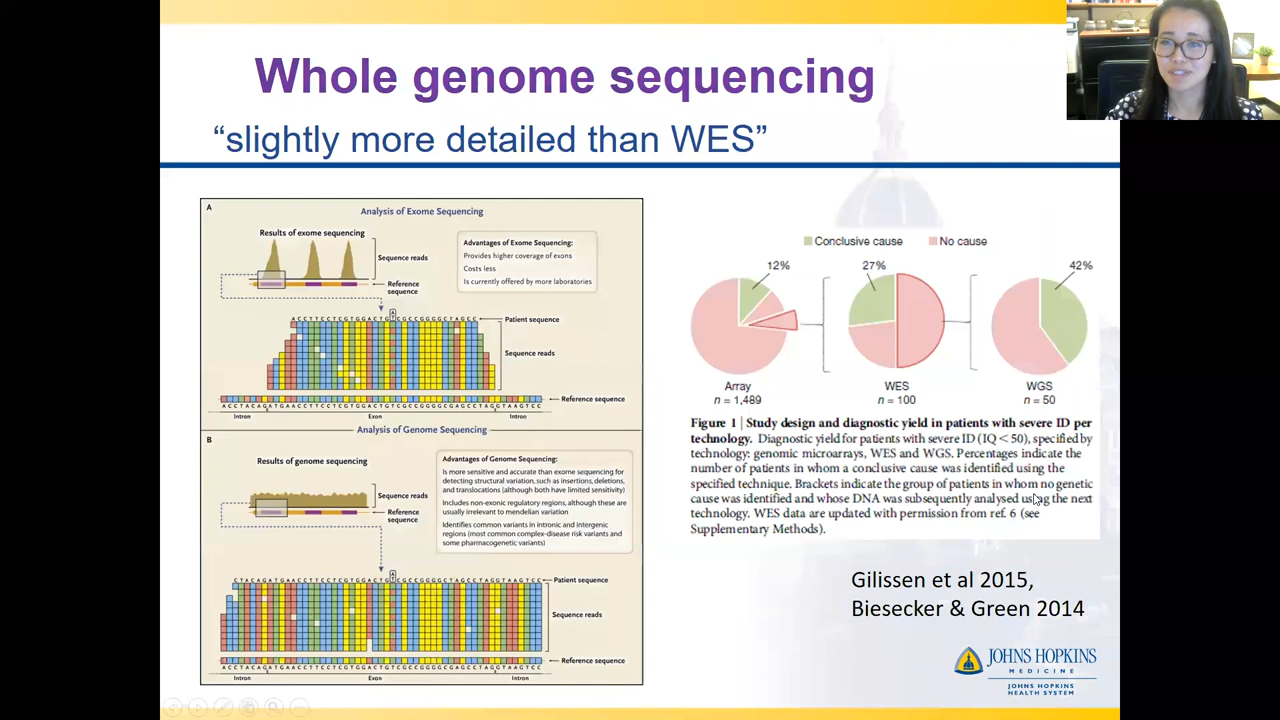 Whole genome sequencing
“slightly more detailed than WES”
A
Analysis of Exome Sequencing
Results of exome sequencing
Sequence reads
Reference
sequence
Advantages of Exome Sequencing:
Provides higher coverage of exons
Costs less
Is currently offered by more laboratories
A
T
ACCTTCCTCGTGGACTG CGCCGGGGCTAGCC
Patient sequence
Sequence reads
Reference sequence
Intron
Exon
Intron
Analysis of Genome Sequencing
B
Results of genome sequencing
Sequence reads
Reference
sequence
Advantages of Genome Sequencing:
Is more sensitive and accurate than exome sequencing for
detecting structural variation, such as insertions, deletions,
and translocations (although both have limited sensitivity)
Includes non-exonic regulatory regions, although these are
usually irrelevant to mendelian variation
Identifies common variants in intronic and intergenic
regions (most common complex-disease risk variants and
some pharmacogenetic variants)
Patient sequence
Sequence reads
Reference sequence
Intron
Exon
Intron
Conclusive cause
No cause
12%
27%
42%
Array
n = 1,489
WES
n = 100
WGS
n = 50
Figure 1 | Study design and diagnostic yield in patients with severe ID per
technology. Diagnostic yield for patients with severe ID (IQ < 50), specified by
technology: genomic microarrays, WES and WGS. Percentages indicate the
number of patients in whom a conclusive cause was identified using the
specified technique. Brackets indicate the group of patients in whom no genetic
cause was identified and whose DNA was subsequently analysed using the next
technology. WES data are updated with permission from ref. 6 (see
Supplementary Methods).
Gilissen et al 2015,
Biesecker & Green 2014
JOHNS HOPKINS
MEDICINE
JOHNS HOPKINS
HEALTH SYSTEM